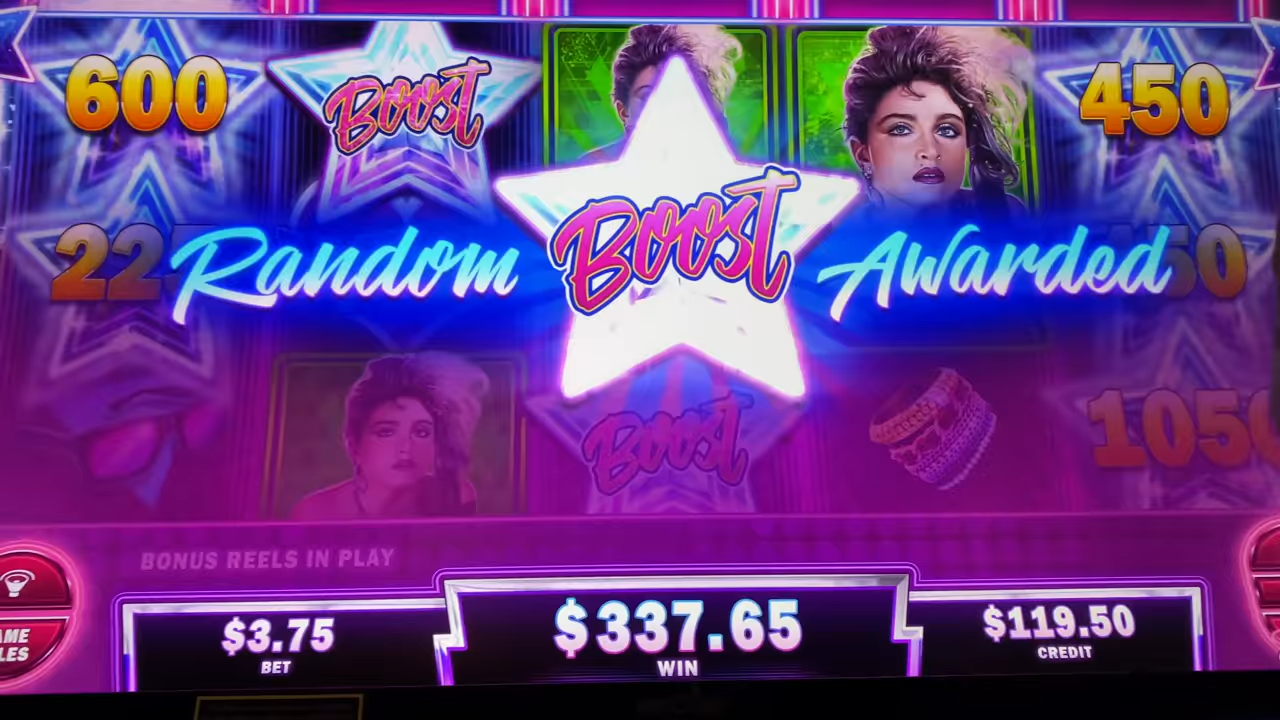 600
Boost
450
Random Boost Awarded
Boost
1050
BONUS REELS IN PLAY
$3.75
BET
$337.65
WIN
$119.50
CREDIT